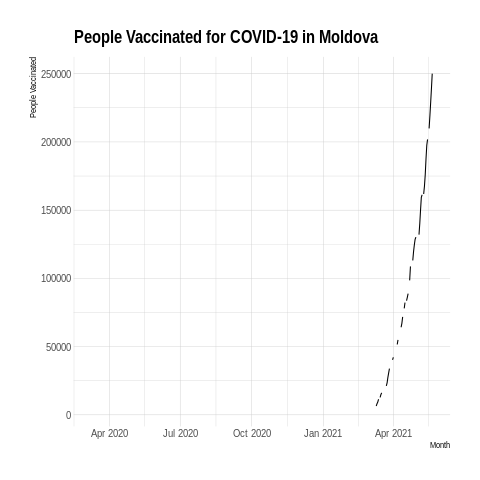 People Vaccinated for COVID-19 in Moldova
People Vaccinated
250000
200000
150000
100000
50000
0
Apr 2020 Jul 2020 Oct 2020 Jan 2021 Apr 2021
Month